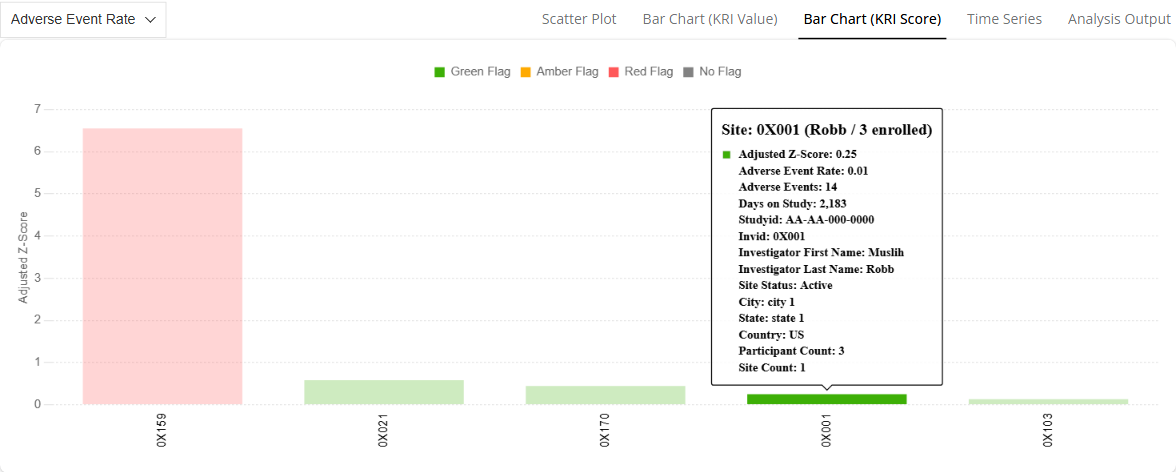 Adverse Event Rate
Scatter Plot
Bar Chart (KRI Value)
Bar Chart (KRI Score)
Time Series
Analysis Output
Green Flag
Amber Flag
Red Flag
No Flag
Adjusted Z-Score
7
6
5
4
3
2
1
0
Site: 0X001 (Robb / 3 enrolled)
Adjusted Z-Score: 0.25
Adverse Event Rate: 0.01
Adverse Events: 14
Days on Study: 2,183
Studyid: AA-AA-000-0000
Invid: 0X001
Investigator First Name: Muslih
Investigator Last Name: Robb
Site Status: Active
City: city 1
State: state 1
Country: US
Participant Count: 3
Site Count: 1
0X159
0X021
0X170
0X001
0X103